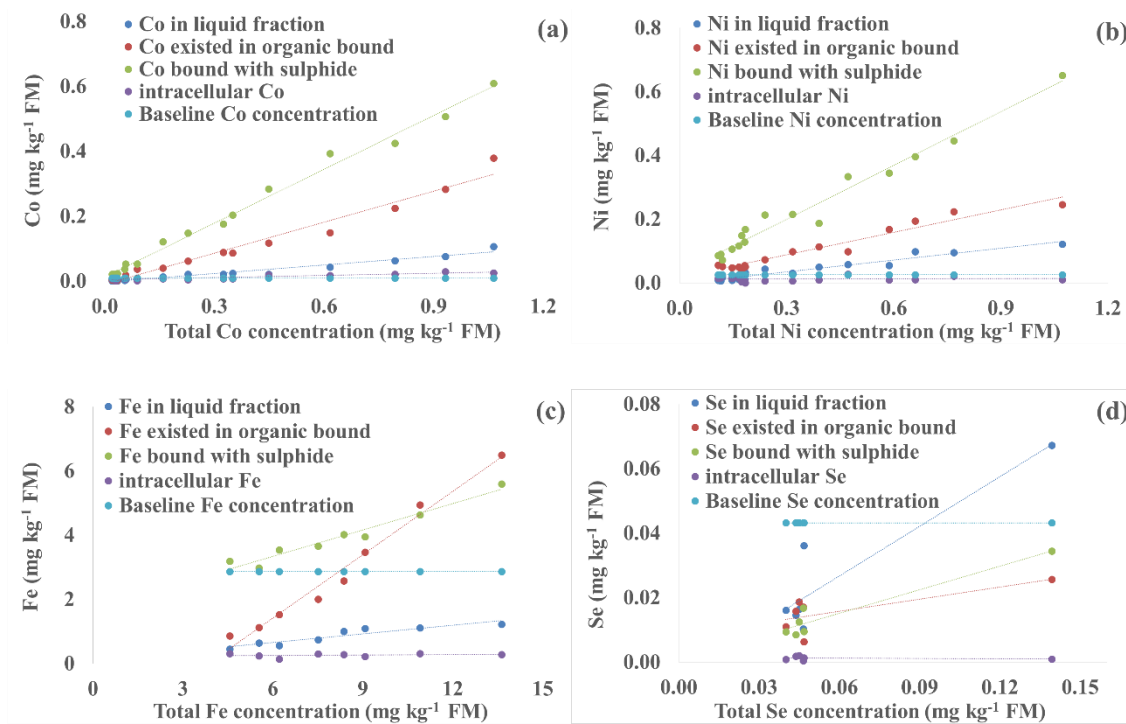 (a)
Co in liquid fraction
Co existed in organic bound
Co bound with sulphide
intracellular Co
Baseline Co concentration
Co (mg kg⁻¹ FM)
0.8
0.6
0.4
0.2
0.0
0.0 0.3 0.6 0.9 1.2
Total Co concentration (mg kg⁻¹ FM)
(b)
Ni in liquid fraction
Ni existed in organic bound
Ni bound with sulphide
intracellular Ni
Baseline Ni concentration
Ni (mg kg⁻¹ FM)
0.8
0.6
0.4
0.2
0.0
0.0 0.3 0.6 0.9 1.2
Total Ni concentration (mg kg⁻¹ FM)
(c)
Fe in liquid fraction
Fe existed in organic bound
Fe bound with sulphide
intracellular Fe
Baseline Fe concentration
Fe (mg kg⁻¹ FM)
8
6
4
2
0
0 3 6 9 12 15
Total Fe concentration (mg kg⁻¹ FM)
(d)
Se in liquid fraction
Se existed in organic bound
Se bound with sulphide
intracellular Se
Baseline Se concentration
Se (mg kg⁻¹ FM)
0.08
0.06
0.04
0.02
0.00
0.00 0.03 0.06 0.09 0.12 0.15
Total Se concentration (mg kg⁻¹ FM)